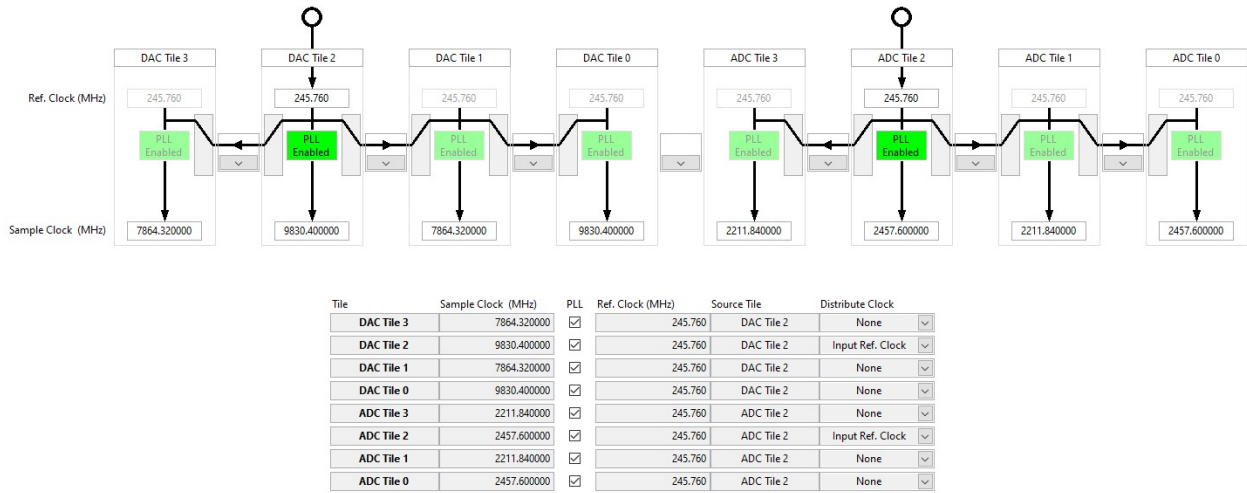 DAC Tile 3 DAC Tile 2 DAC Tile 1 DAC Tile 0 ADC Tile 3 ADC Tile 2 ADC Tile 1 ADC Tile 0
Ref. Clock (MHz) 245.760 245.760 245.760 245.760 245.760 245.760 245.760 245.760
PLL PLL PLL PLL PLL PLL PLL PLL
Enabled Enabled Enabled Enabled Enabled Enabled Enabled Enabled
Sample Clock (MHz) 7864.320000 9830.400000 7864.320000 9830.400000 2211.840000 2457.600000 2211.840000 2457.600000
Tile Sample Clock (MHz) PLL Ref. Clock (MHz) Source Tile Distribute Clock
DAC Tile 3 7864.320000 245.760 DAC Tile 2 None
DAC Tile 2 9830.400000 245.760 DAC Tile 2 Input Ref. Clock
DAC Tile 1 7864.320000 245.760 DAC Tile 2 None
DAC Tile 0 9830.400000 245.760 DAC Tile 2 None
ADC Tile 3 2211.840000 245.760 ADC Tile 2 None
ADC Tile 2 2457.600000 245.760 ADC Tile 2 Input Ref. Clock
ADC Tile 1 2211.840000 245.760 ADC Tile 2 None
ADC Tile 0 2457.600000 245.760 ADC Tile 2 None